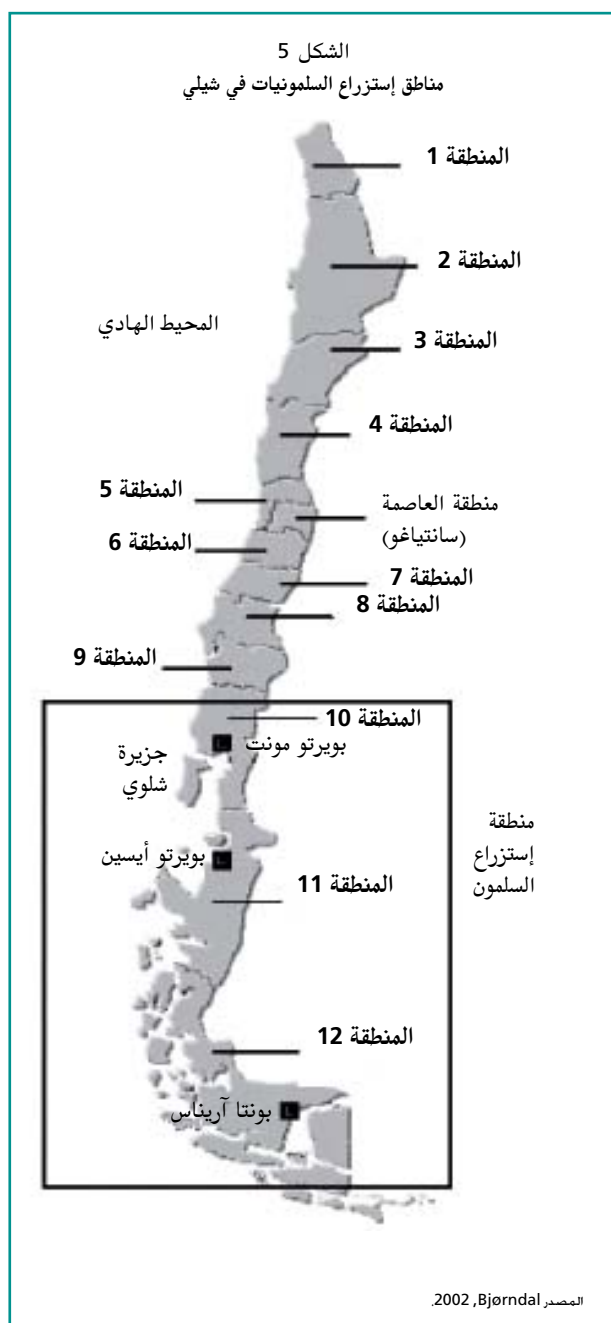 الشكل 5
مناطق إستزراع السلمونيات في شيلي
المنطقة 1
المنطقة 2
المحيط الهادي
المنطقة 3
المنطقة 4
المنطقة 5
منطقة العاصمة
(سانتياغو)
المنطقة 6
المنطقة 7
المنطقة 8
المنطقة 9
المنطقة 10
بويرتو مونت
جزيرة
شلوي
منطقة
إستزراع
السلمون
بويرتو أيسين
المنطقة 11
المنطقة 12
بونتا آريناس
المصدر Bjørndal, 2002.